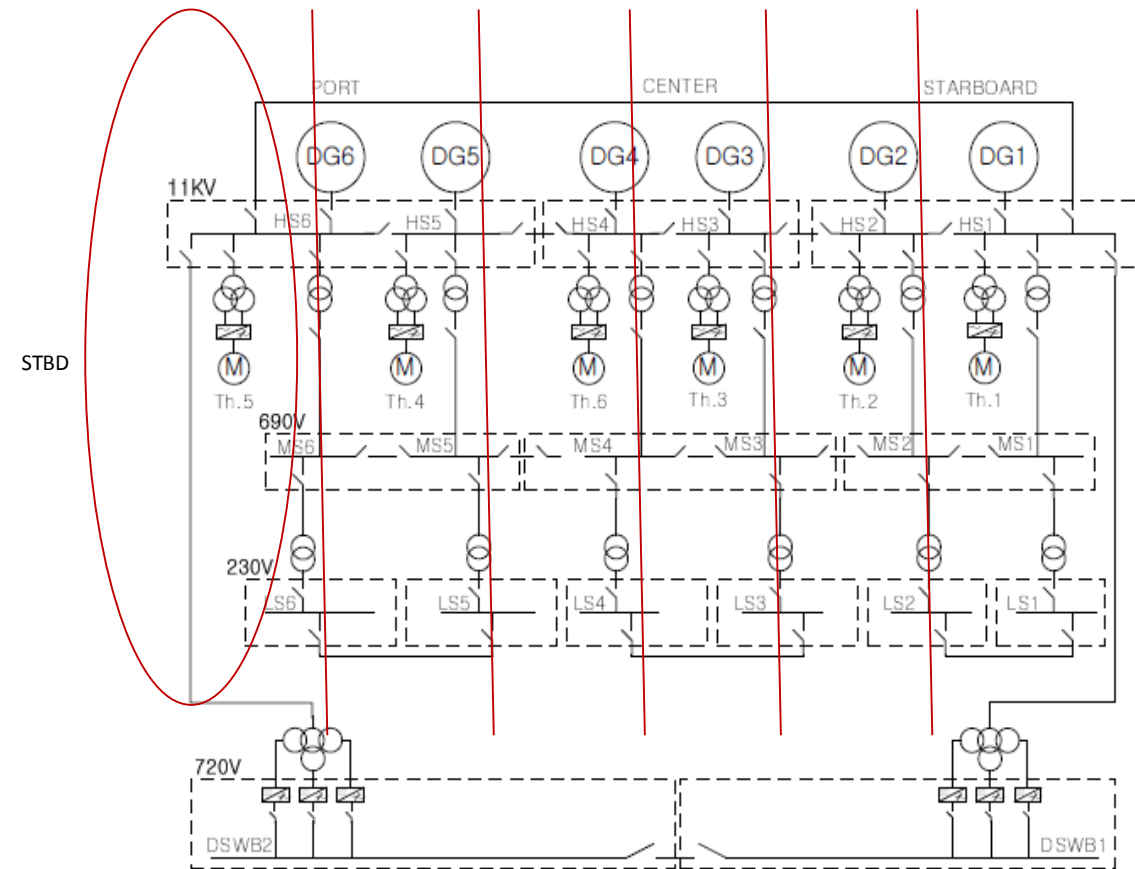 PORT CENTER STARBOARD
DG6 DG5 DG4 DG3 DG2 DG1
11KV
HS6 HS5 HS4 HS3 HS2 HS1
STBD
M M M M M M
Th.5 Th.4 Th.6 Th.3 Th.2 Th.1
690V
MS6 MS5 MS4 MS3 MS2 MS1
230V
LS6 LS5 LS4 LS3 LS2 LS1
720V
DSWB2 DSWB1